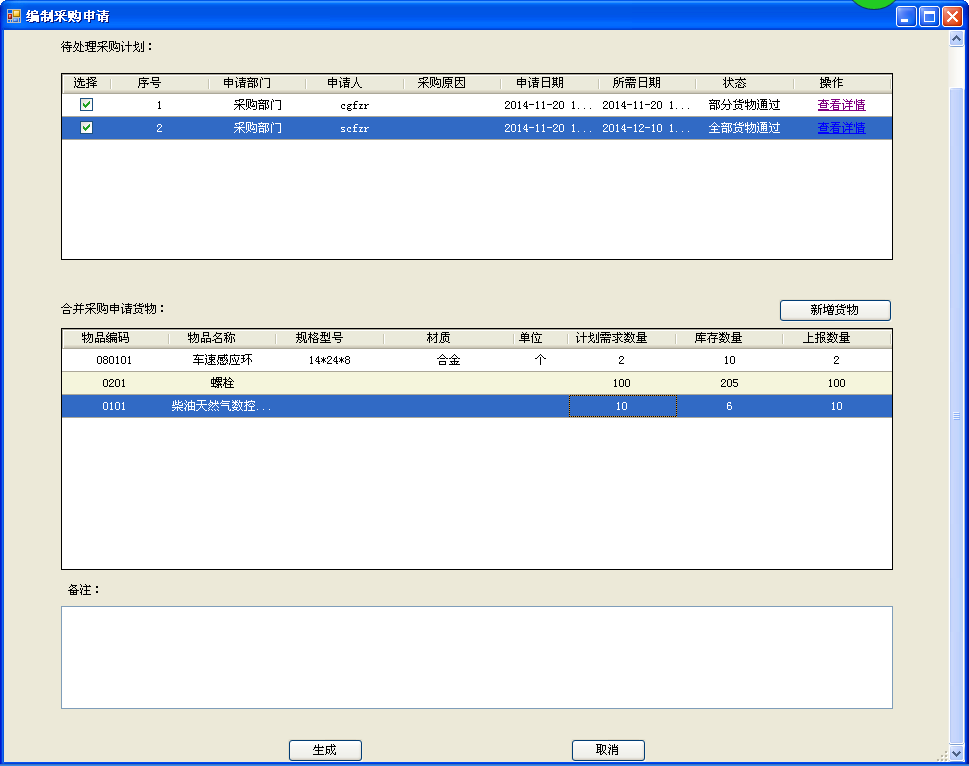 编制采购申请
待处理采购计划：
选择 序号 申请部门 申请人 采购原因 申请日期 所需日期 状态 操作
1 采购部门 cgfzr 2014-11-20 1... 2014-11-20 1... 部分货物通过 查看详情
2 采购部门 scfzr 2014-11-20 1... 2014-12-10 1... 全部货物通过 查看详情
合并采购申请货物： 新增货物
物品编码 物品名称 规格型号 材质 单位 计划需求数量 库存数量 上报数量
080101 车速感应环 14*24*8 合金 个 2 10 2
0201 螺栓 100 205 100
0101 柴油天然气数控... 10 6 10
备注：
生成 取消